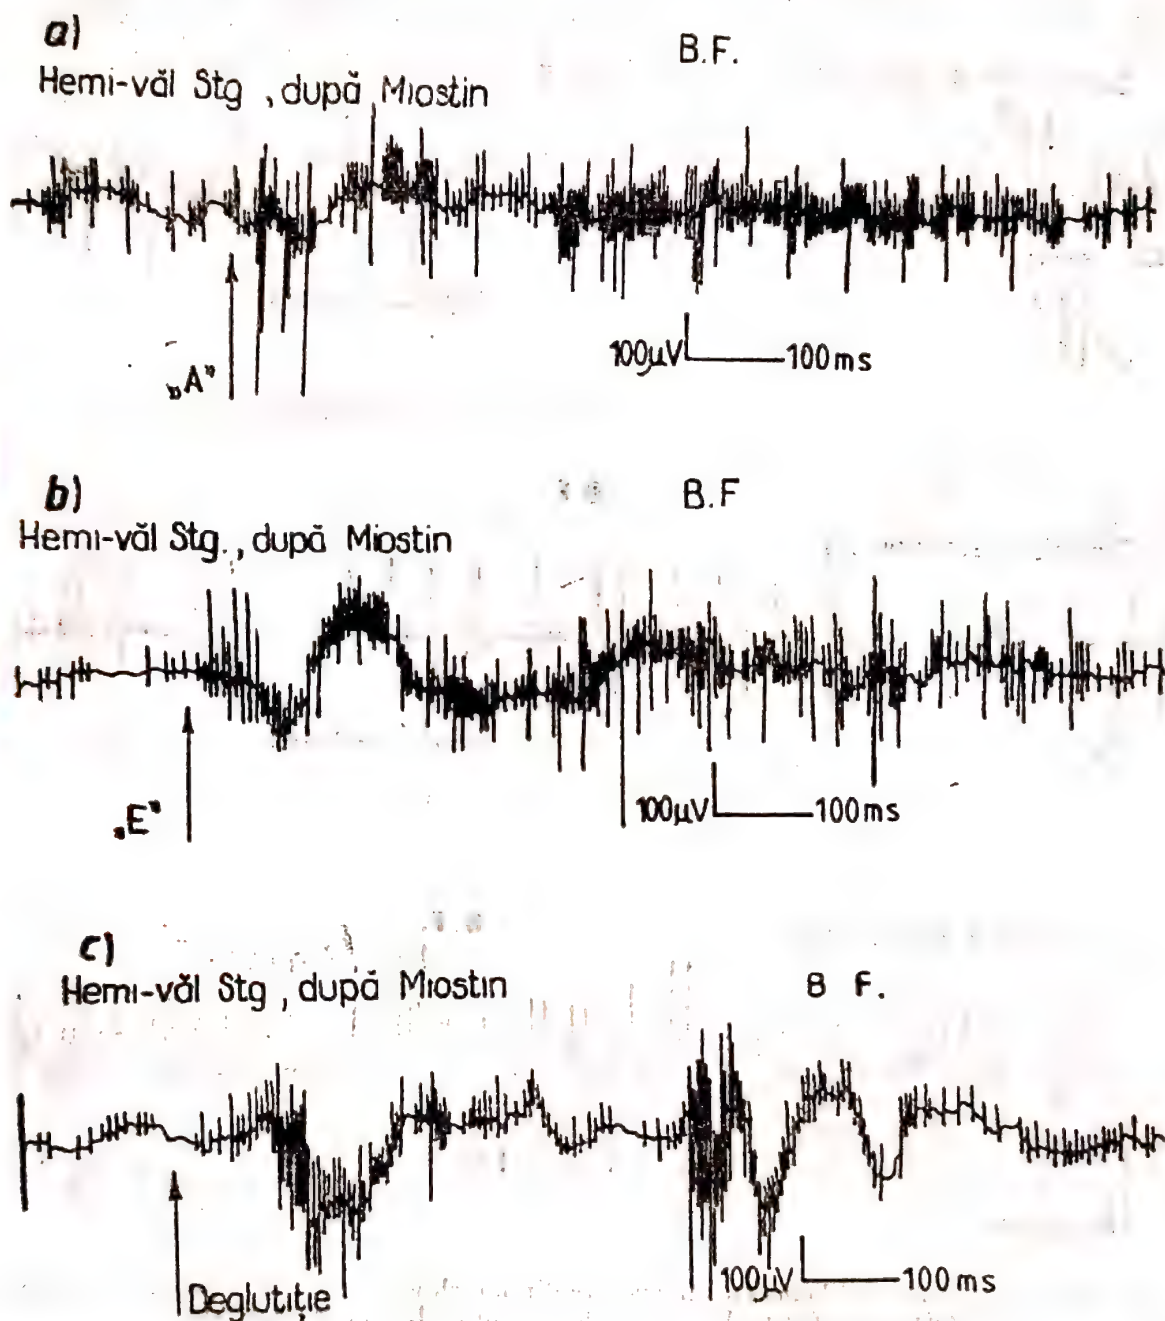 a)
B.F.
Hemi-văl Stg , după Miostin
„A”
100µV 100ms
b)
B.F
Hemi-văl Stg., după Miostin
„E”
100µV 100ms
c)
Hemi-văl Stg , după Miostin
B F.
100µV 100ms
Deglutiție